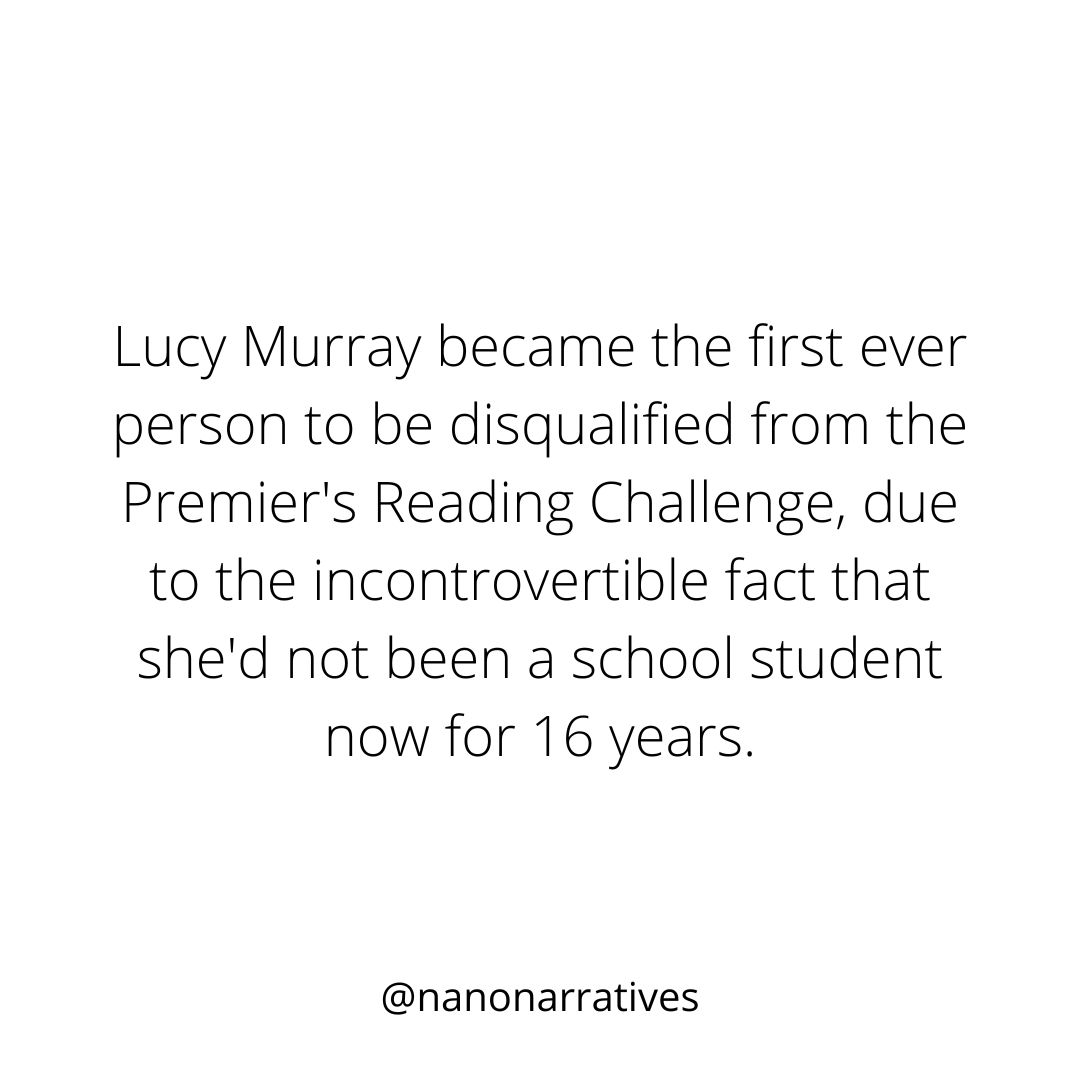 Lucy Murray became the first ever
person to be disqualified from the
Premier's Reading Challenge, due
to the incontrovertible fact that
she'd not been a school student
now for 16 years.
@nanonarratives